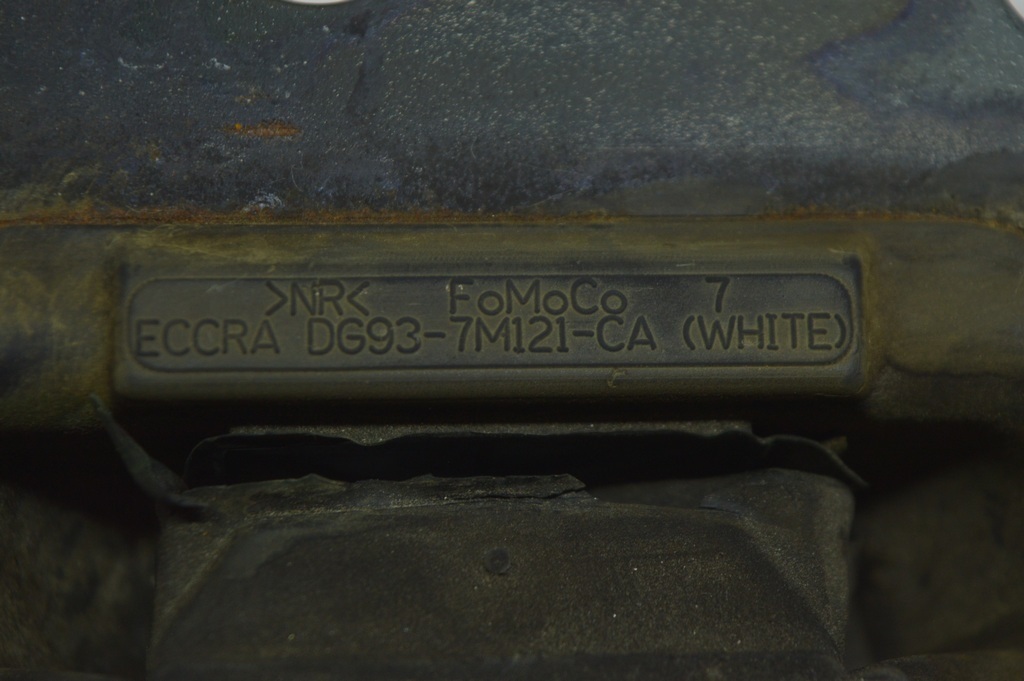 >NR< FoMoCo 7
ECCRA DG93-7M121-CA (WHITE)